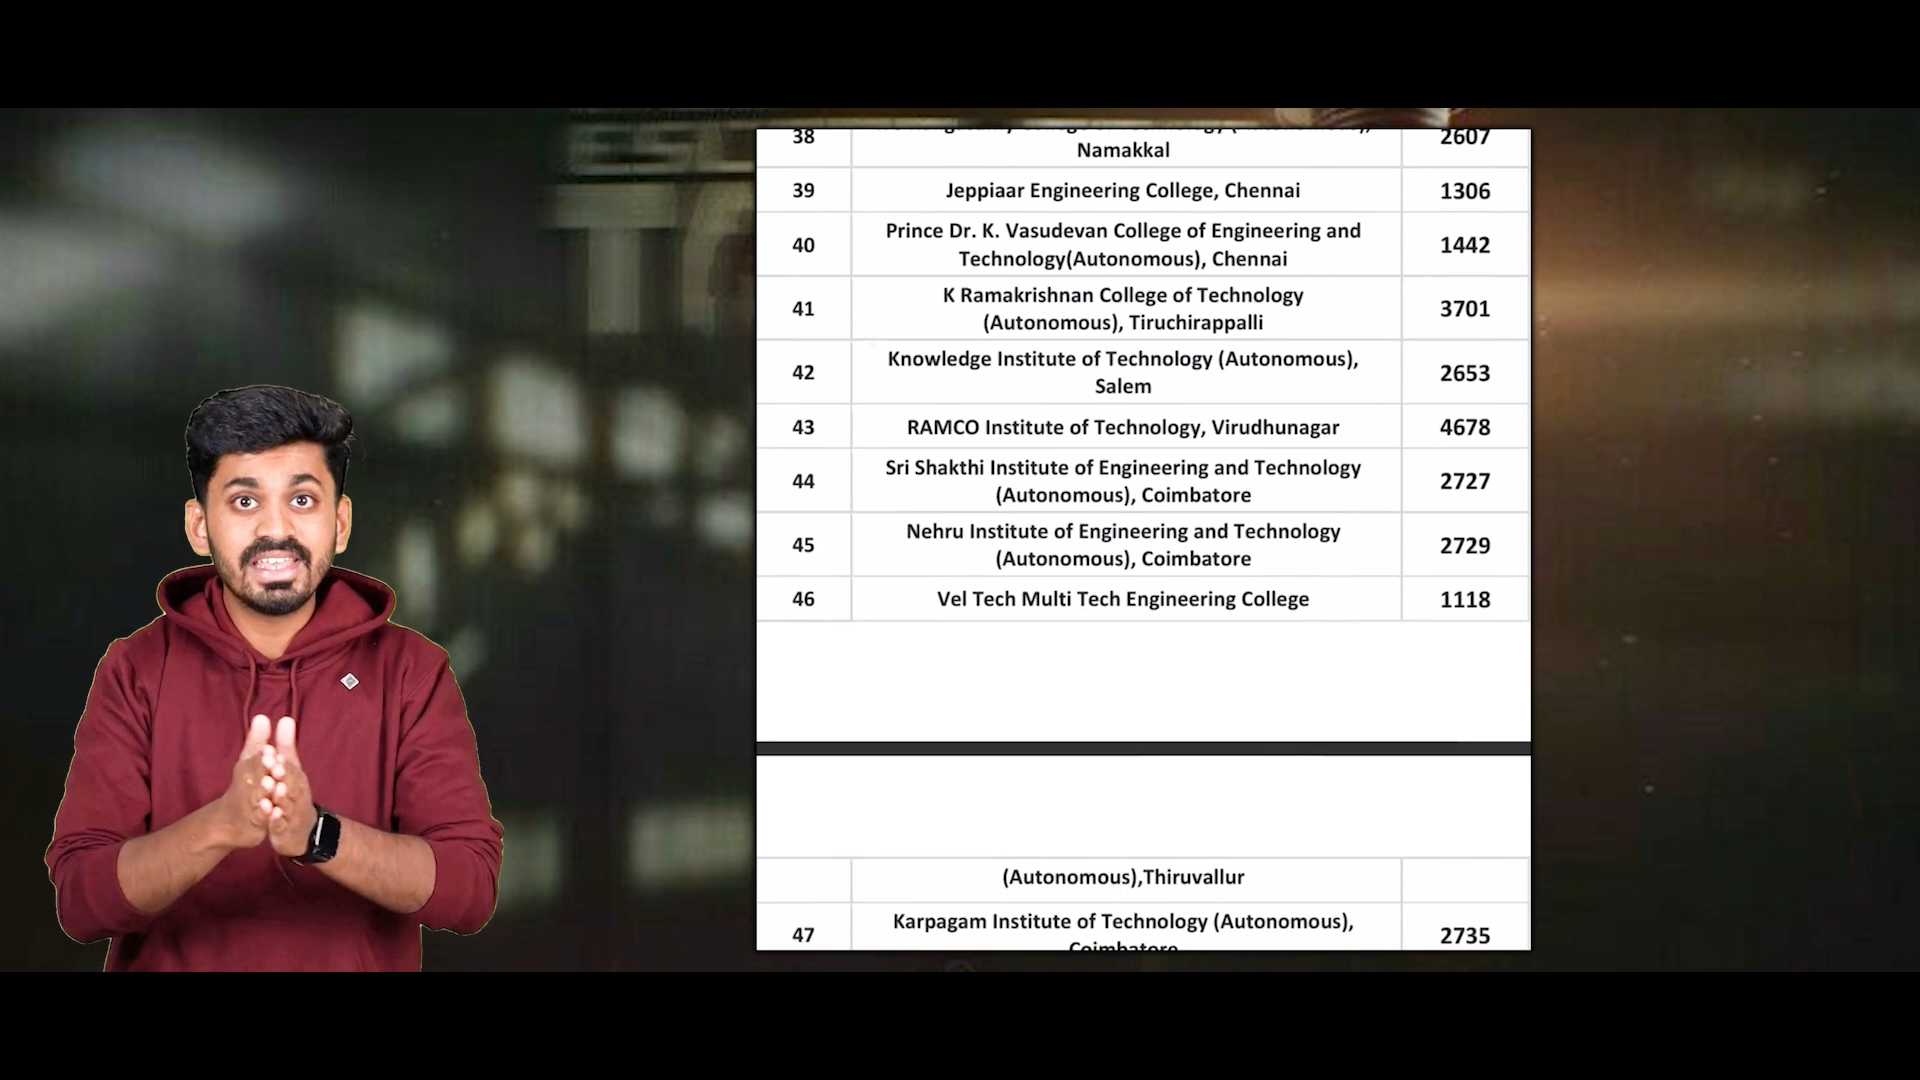 38
2607
Namakkal
39
Jeppiaar Engineering College, Chennai
1306
40
Prince Dr. K. Vasudevan College of Engineering and
Technology(Autonomous), Chennai
1442
41
K Ramakrishnan College of Technology
(Autonomous), Tiruchirappalli
3701
42
Knowledge Institute of Technology (Autonomous),
Salem
2653
43
RAMCO Institute of Technology, Virudhunagar
4678
44
Sri Shakthi Institute of Engineering and Technology
(Autonomous), Coimbatore
2727
45
Nehru Institute of Engineering and Technology
(Autonomous), Coimbatore
2729
46
Vel Tech Multi Tech Engineering College
1118
(Autonomous),Thiruvallur
47
Karpagam Institute of Technology (Autonomous),
Coimbatore
2735